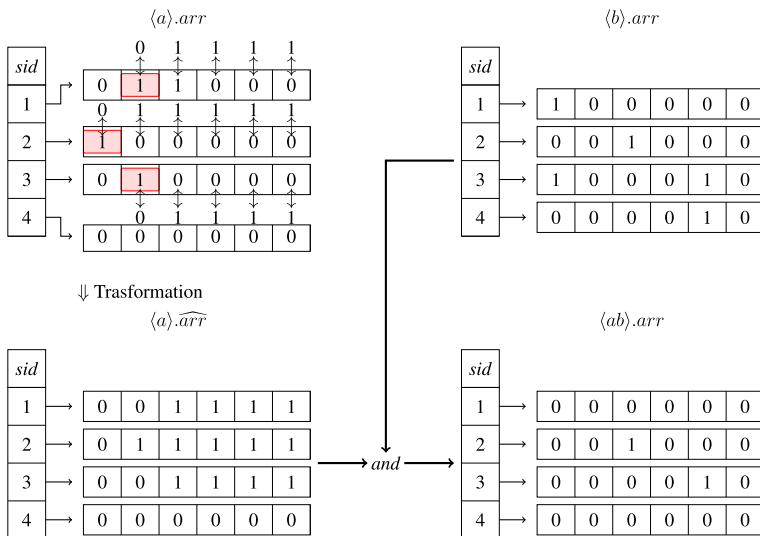 ⟨a⟩.arr
0 1 1 1 1
sid
1 0 1 1 0 0 0
0 1 1 1 1
2 1 0 0 0 0 0
3 0 1 0 0 0 0
0 1 1 1 1
4 0 0 0 0 0 0
⟨b⟩.arr
sid
1 1 0 0 0 0 0
2 0 0 1 0 0 0
3 1 0 0 0 1 0
4 0 0 0 0 1 0
⇓ Trasformation
⟨a⟩.\widehat{arr}
sid
1 0 0 1 1 1 1
2 0 1 1 1 1 1
3 0 0 1 1 1 1
4 0 0 0 0 0 0
and
⟨ab⟩.arr
sid
1 0 0 0 0 0 0
2 0 0 1 0 0 0
3 0 0 0 0 1 0
4 0 0 0 0 0 0